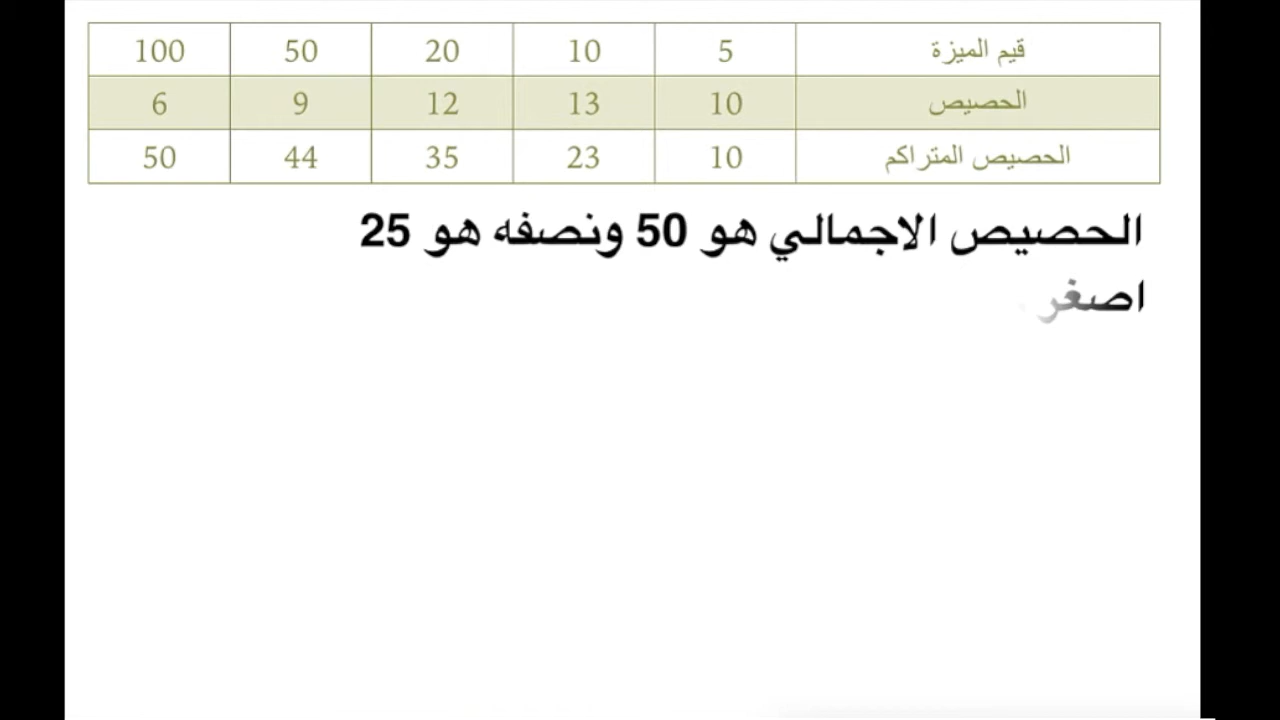 قيم الميزة 5 10 20 50 100
الحصيص 10 13 12 9 6
الحصيص المتراكم 10 23 35 44 50
الحصيص الاجمالي هو 50 ونصفه هو 25
اصغر